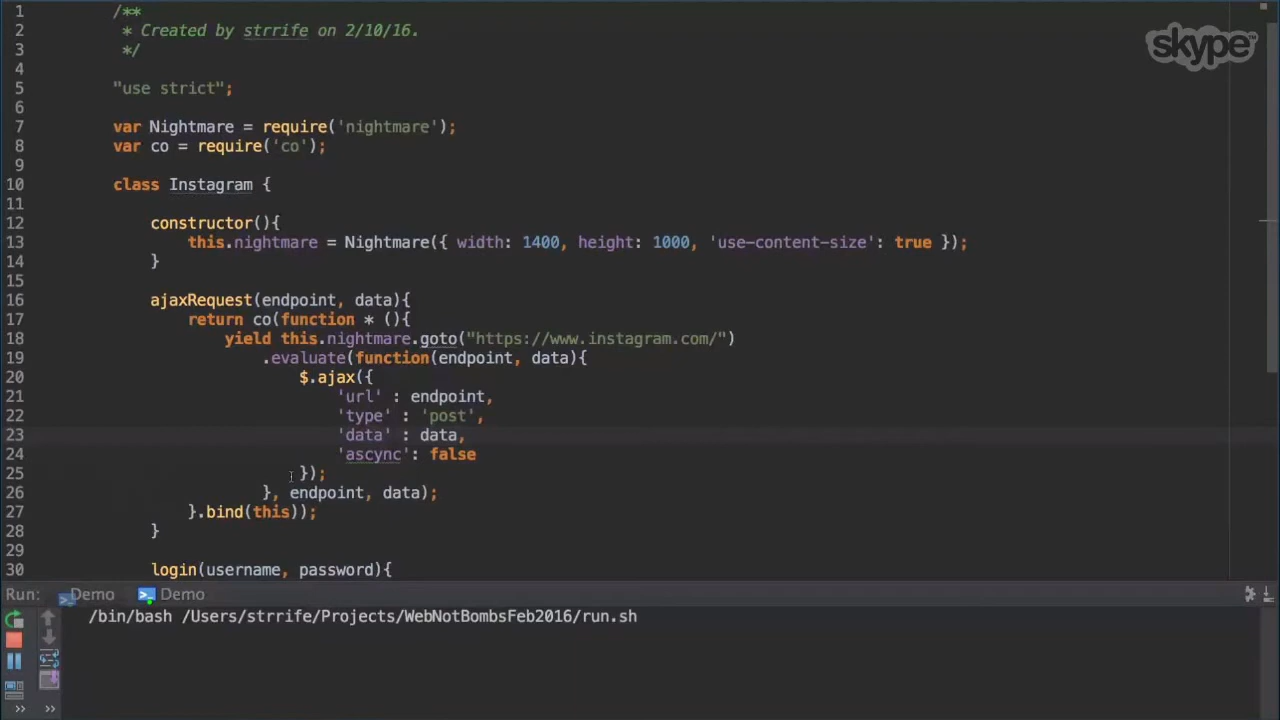 1 /**
2 * Created by strrife on 2/10/16.
3 */
4
5 "use strict";
6
7 var Nightmare = require('nightmare');
8 var co = require('co');
9
10 class Instagram {
11
12 constructor(){
13 this.nightmare = Nightmare({ width: 1400, height: 1000, 'use-content-size': true });
14 }
15
16 ajaxRequest(endpoint, data){
17 return co(function * (){
18 yield this.nightmare.goto("https://www.instagram.com/")
19 .evaluate(function(endpoint, data){
20 $.ajax({
21 'url' : endpoint,
22 'type' : 'post',
23 'data' : data,
24 'ascync': false
25 });
26 }, endpoint, data);
27 }.bind(this));
28 }
29
30 login(username, password){
skype™
Run: Demo Demo
/bin/bash /Users/strrife/Projects/WebNotBombsFeb2016/run.sh